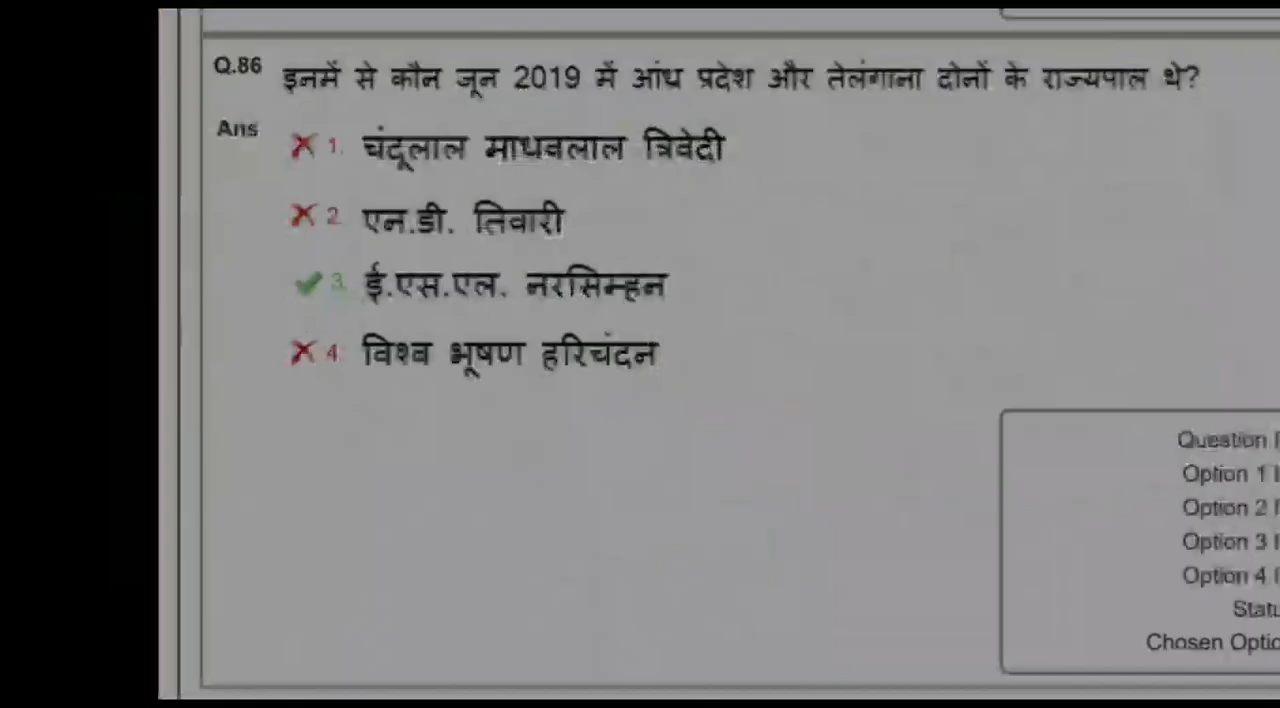 Q.86 इनमें से कौन जून 2019 में आंध्र प्रदेश और तेलंगाना दोनों के राज्यपाल थे?
Ans 1. चंदूलाल माधवलाल त्रिवेदी
2. एन.डी. तिवारी
3. ई.एस.एल. नरसिम्हन
4. विश्व भूषण हरिचंदन
Question
Option 1
Option 2
Option 3
Option 4